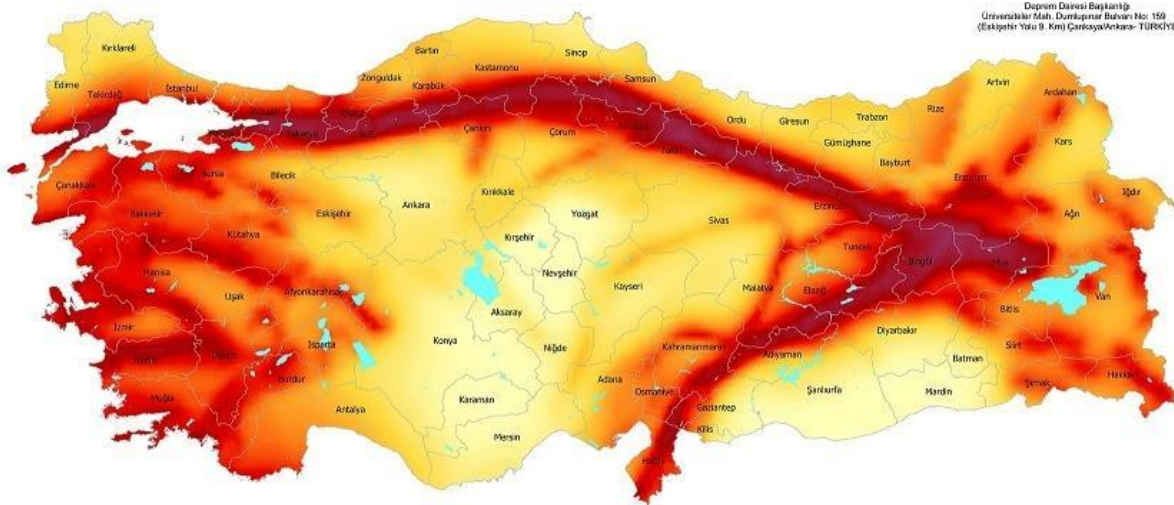 Deprem Dairesi Başkanlığı
Üniversiteler Mah. Dumlupınar Bulvarı No: 159
(Eskişehir Yolu 9. Km) Çankaya/Ankara- TÜRKİYE
Kırklareli
Edirne
Tekirdağ
İstanbul
Bartın
Zonguldak
Karabük
Kastamonu
Sinop
Samsun
Ordu
Giresun
Trabzon
Rize
Artvin
Ardahan
Kars
Gümüşhane
Bayburt
Çankırı
Çorum
Sakarya
Tokat
Çanakkale
Bursa
Bilecik
Eskişehir
Ankara
Kırıkkale
Yozgat
Sivas
Erzincan
Erzurum
Ağrı
Iğdır
Balıkesir
Kütahya
Kırşehir
Nevşehir
Kayseri
Malatya
Tunceli
Elazığ
Bingöl
Muş
Bitlis
Van
Manisa
Uşak
Afyonkarahisar
Aksaray
İzmir
Isparta
Konya
Niğde
Kahramanmaraş
Adıyaman
Diyarbakır
Batman
Siirt
Burdur
Adana
Osmaniye
Şanlıurfa
Mardin
Şırnak
Hakkari
Muğla
Antalya
Karaman
Mersin
Gaziantep
Kilis
Hatay